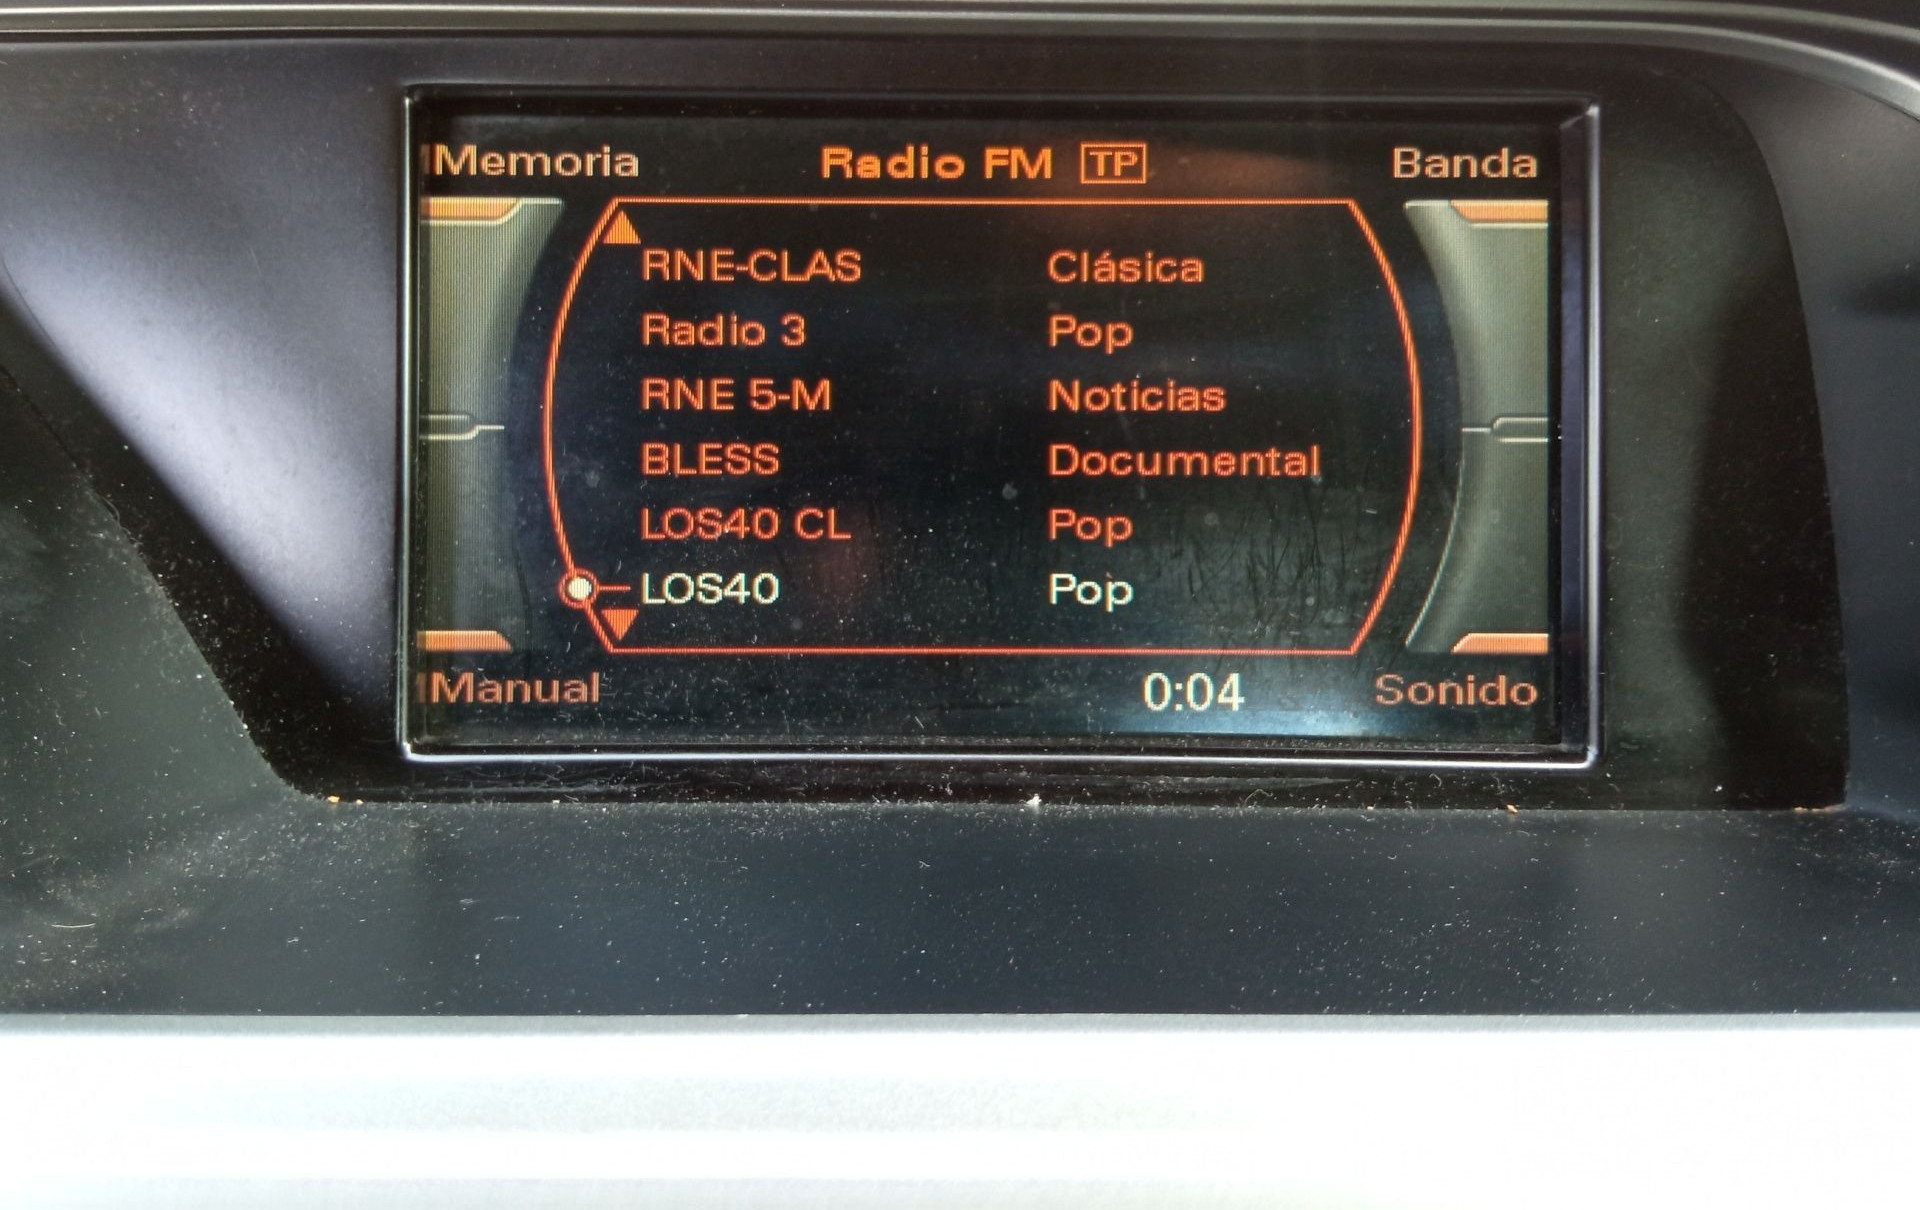 Memoria Radio FM TP Banda
RNE-CLAS Clásica
Radio 3 Pop
RNE 5-M Noticias
BLESS Documental
LOS40 CL Pop
LOS40 Pop
Manual 0:04 Sonido